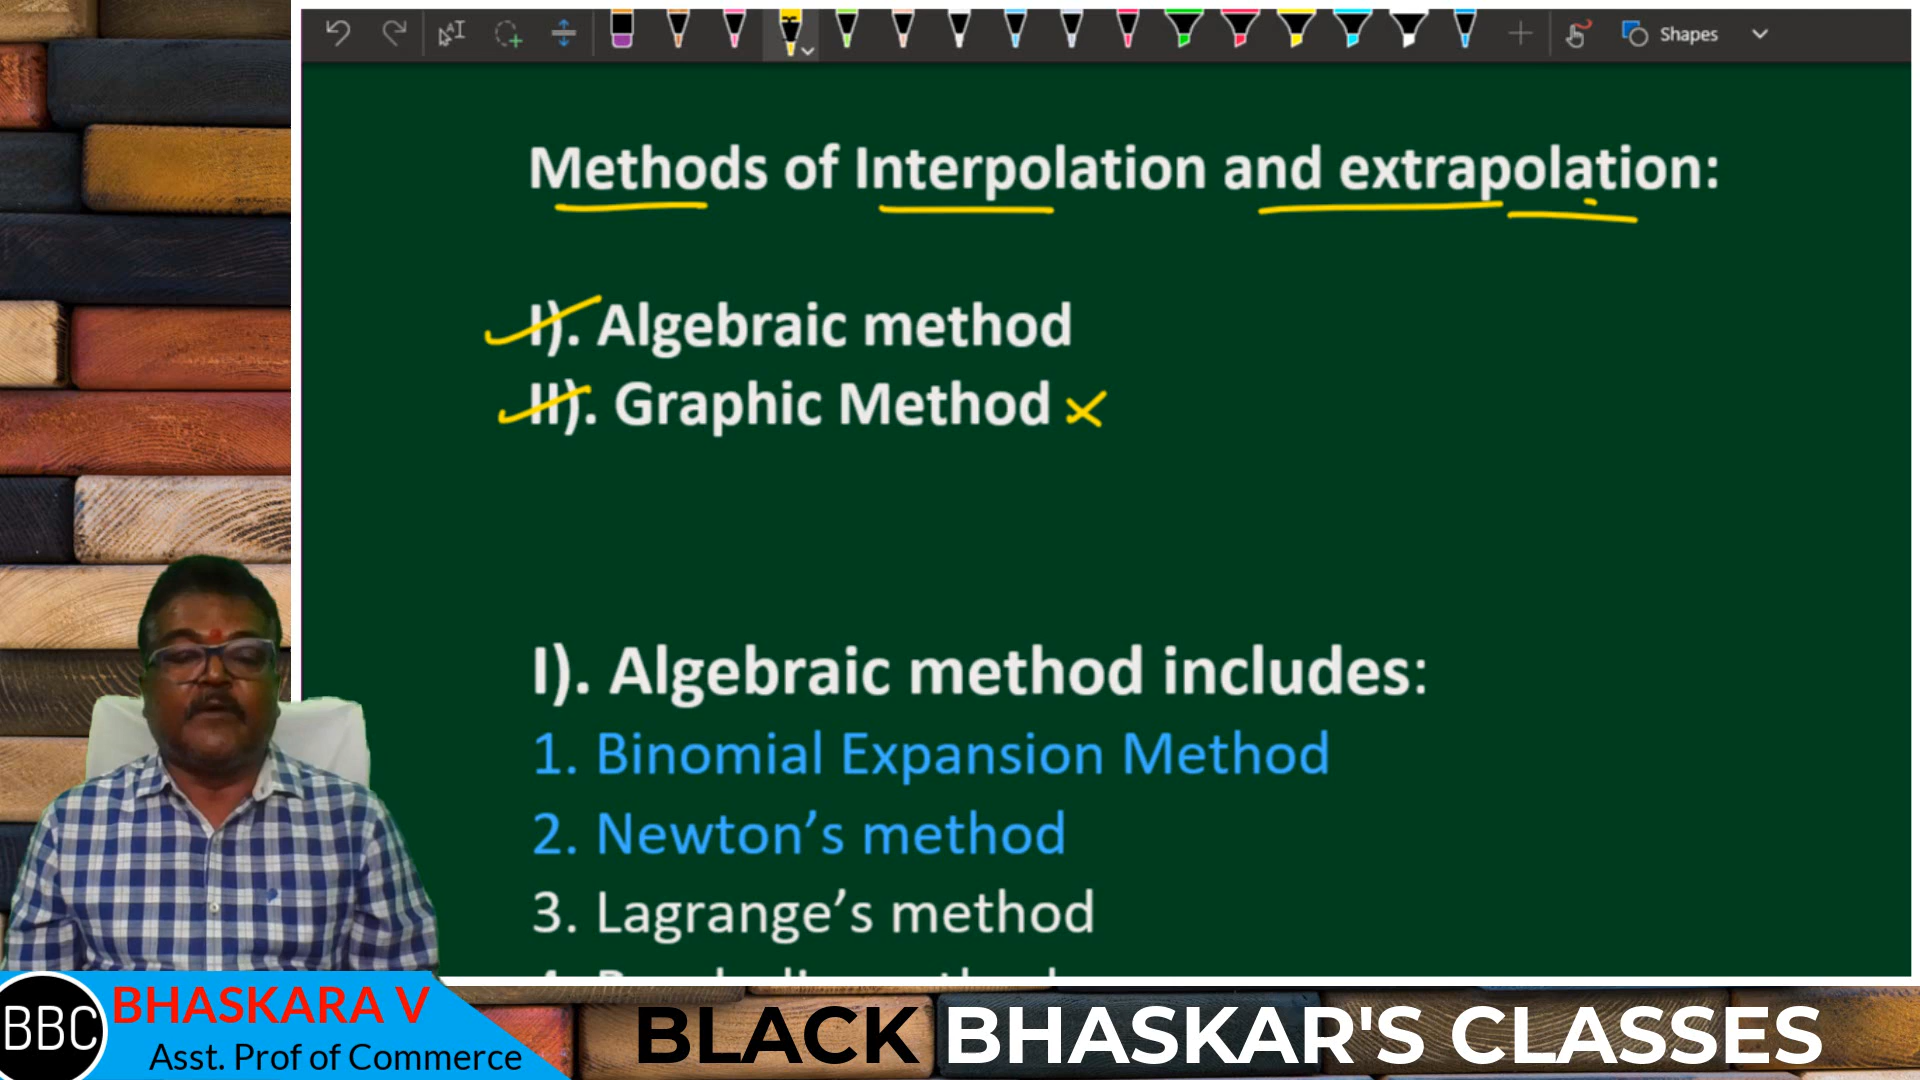 Shapes
Methods of Interpolation and extrapolation:
I). Algebraic method
II). Graphic Method
I). Algebraic method includes:
1. Binomial Expansion Method
2. Newton's method
3. Lagrange's method
BBC
BHASKARA V
Asst. Prof of Commerce
BLACK BHASKAR'S CLASSES